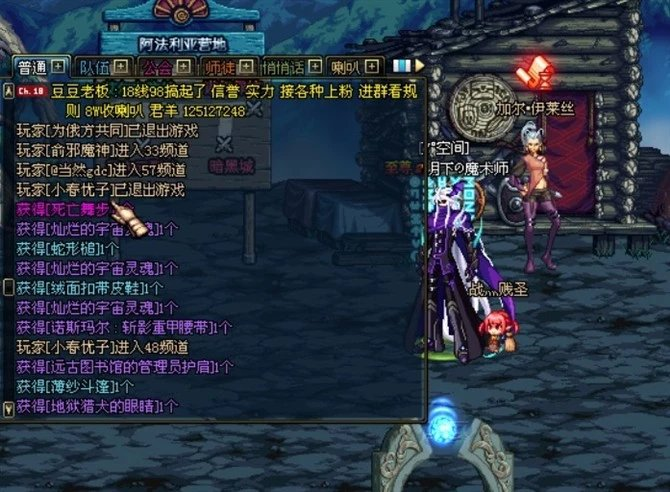 阿法利亚营地
普通 队伍 公会 师徒 悄悄话 喇叭
Ch.18 豆豆老板 : 18线98搞起了 信誉 实力 接各种上粉 进群看规
则 8W收喇叭 君羊 125127248
玩家[为俄方共同]已退出游戏
玩家[俞邪魔神]进入33频道
玩家[@当然gdc]进入57频道
玩家[小春忧子]已退出游戏
获得[死亡舞步
获得[灿烂的宇宙灵魂]1个
获得[蛇形槌]1个
获得[灿烂的宇宙灵魂]1个
获得[绒面扣带皮鞋]1个
获得[灿烂的宇宙灵魂]1个
获得[诺斯玛尔 : 斩影重甲腰带]1个
玩家[小春忧子]进入48频道
获得[远古图书馆的管理员护肩]1个
获得[薄纱斗篷]1个
获得[地狱猎犬的眼睛]1个
暗黑城
加尔·伊莱丝
空间]
至尊 月下の魔术师
贱圣